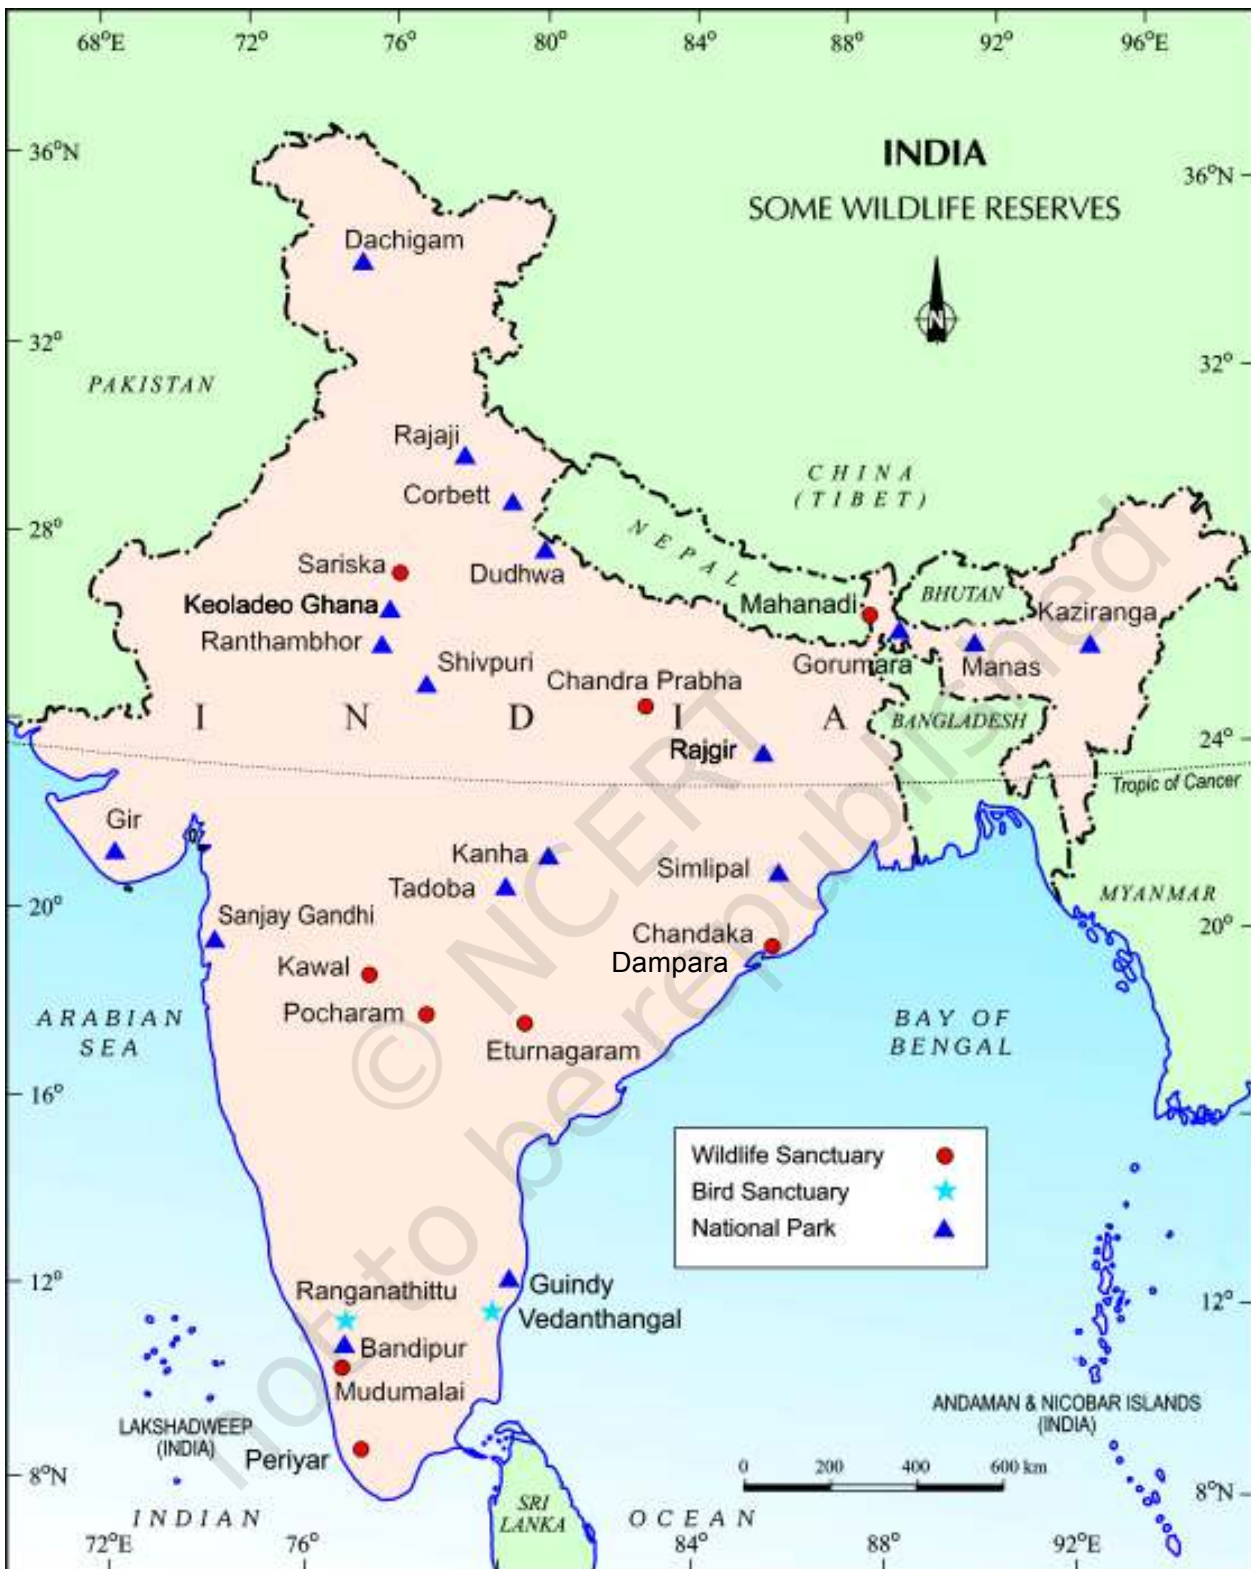 68°E 72° 76° 80° 84° 88° 92° 96°E
INDIA
SOME WILDLIFE RESERVES
36°N
36°N
N
Dachigam
32°
32°
PAKISTAN
Rajaji
Corbett
CHINA
(TIBET)
28°
28°
NEPAL
Sariska
Dudhwa
Keoladeo Ghana
Mahanadi
BHUTAN
Kaziranga
Ranthambhor
Shivpuri
Gorumara
Manas
Chandra Prabha
I N D I A
BANGLADESH
Rajgir
24°
Tropic of Cancer
Gir
Kanha
Simlipal
Tadoba
MYANMAR
20°
20°
Sanjay Gandhi
Chandaka
Dampara
Kawal
Pocharam
ARABIAN
SEA
BAY OF
BENGAL
Eturnagaram
16°
Wildlife Sanctuary
Bird Sanctuary
National Park
12°
12°
Ranganathittu
Guindy
Vedanthangal
Bandipur
Mudumalai
LAKSHADWEEP
(INDIA)
ANDAMAN & NICOBAR ISLANDS
(INDIA)
Periyar
0 200 400 600 km
8°N
8°N
SRI
LANKA
INDIAN OCEAN
72°E 76° 84° 88° 92°E
© NCERT
not to be republished